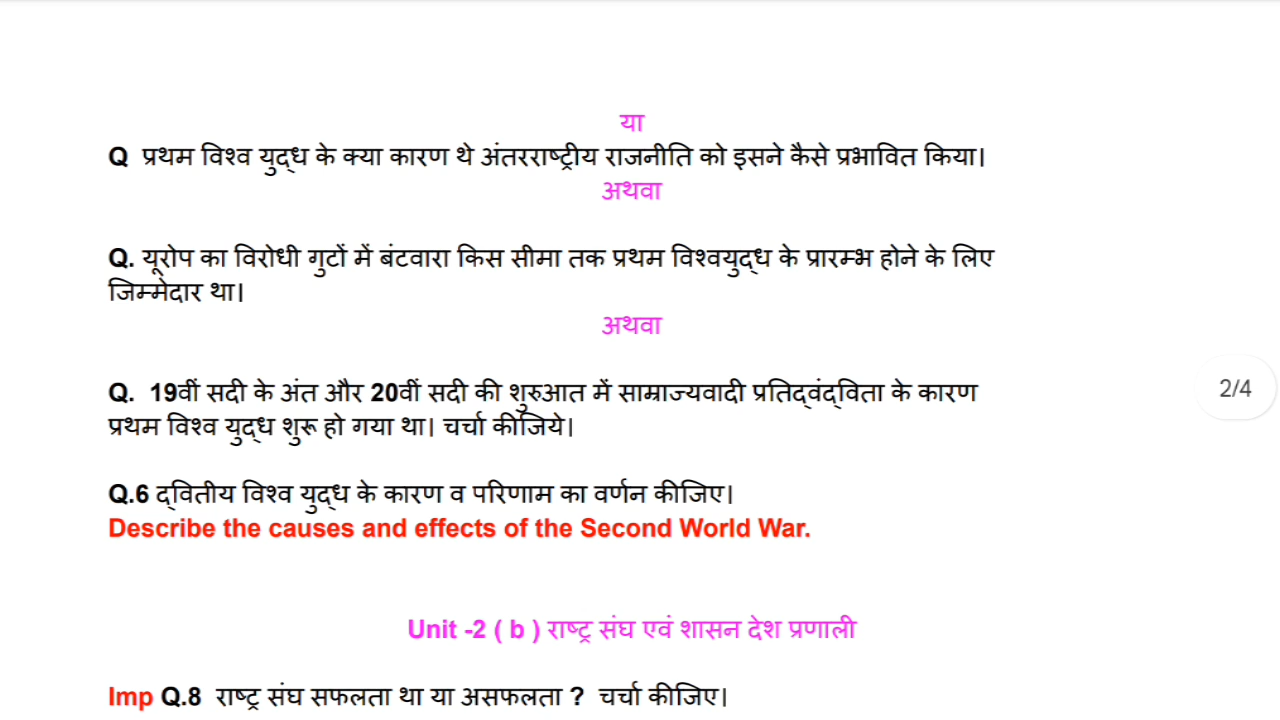 या
Q प्रथम विश्व युद्ध के क्या कारण थे अंतरराष्ट्रीय राजनीति को इसने कैसे प्रभावित किया।
अथवा
Q. यूरोप का विरोधी गुटों में बंटवारा किस सीमा तक प्रथम विश्वयुद्ध के प्रारम्भ होने के लिए
जिम्मेदार था।
अथवा
Q. 19वीं सदी के अंत और 20वीं सदी की शुरुआत में साम्राज्यवादी प्रतिद्वंद्विता के कारण
प्रथम विश्व युद्ध शुरू हो गया था। चर्चा कीजिये।
2/4
Q.6 द्वितीय विश्व युद्ध के कारण व परिणाम का वर्णन कीजिए।
Describe the causes and effects of the Second World War.
Unit -2 ( b ) राष्ट्र संघ एवं शासन देश प्रणाली
Imp Q.8 राष्ट्र संघ सफलता था या असफलता ? चर्चा कीजिए।